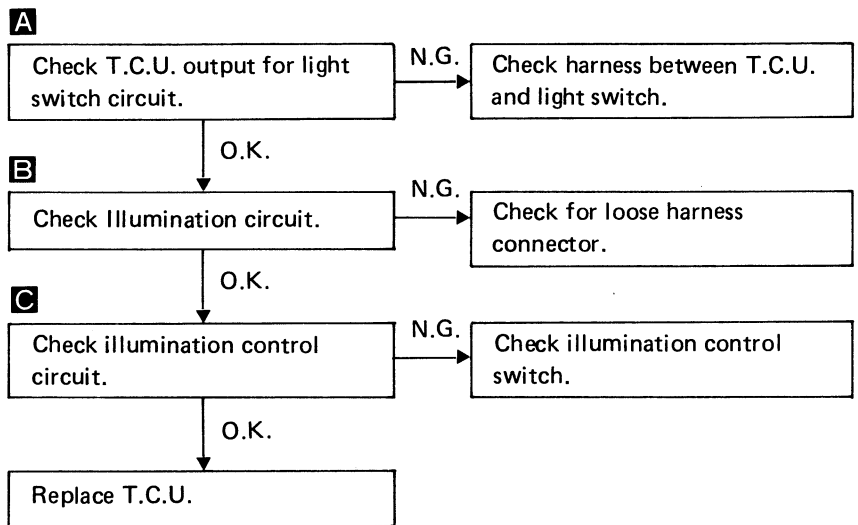 A
Check T.C.U. output for light
switch circuit.
N.G.
Check harness between T.C.U.
and light switch.
O.K.
B
Check Illumination circuit.
N.G.
Check for loose harness
connector.
O.K.
C
Check illumination control
circuit.
N.G.
Check illumination control
switch.
O.K.
Replace T.C.U.